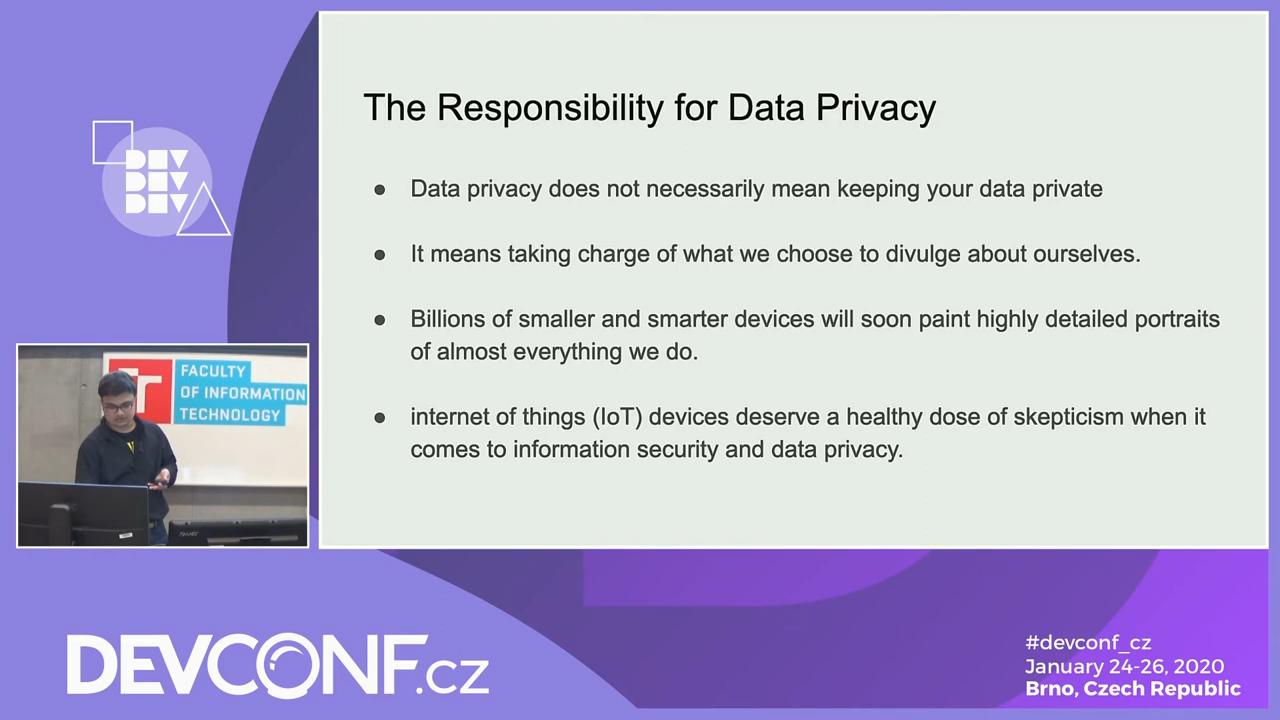 The Responsibility for Data Privacy
● Data privacy does not necessarily mean keeping your data private
● It means taking charge of what we choose to divulge about ourselves.
● Billions of smaller and smarter devices will soon paint highly detailed portraits
of almost everything we do.
● internet of things (IoT) devices deserve a healthy dose of skepticism when it
comes to information security and data privacy.
DEV
DEV
DEV
FACULTY
OF INFORMATION
TECHNOLOGY
DEVCONF.cz
#devconf_cz
January 24-26, 2020
Brno, Czech Republic